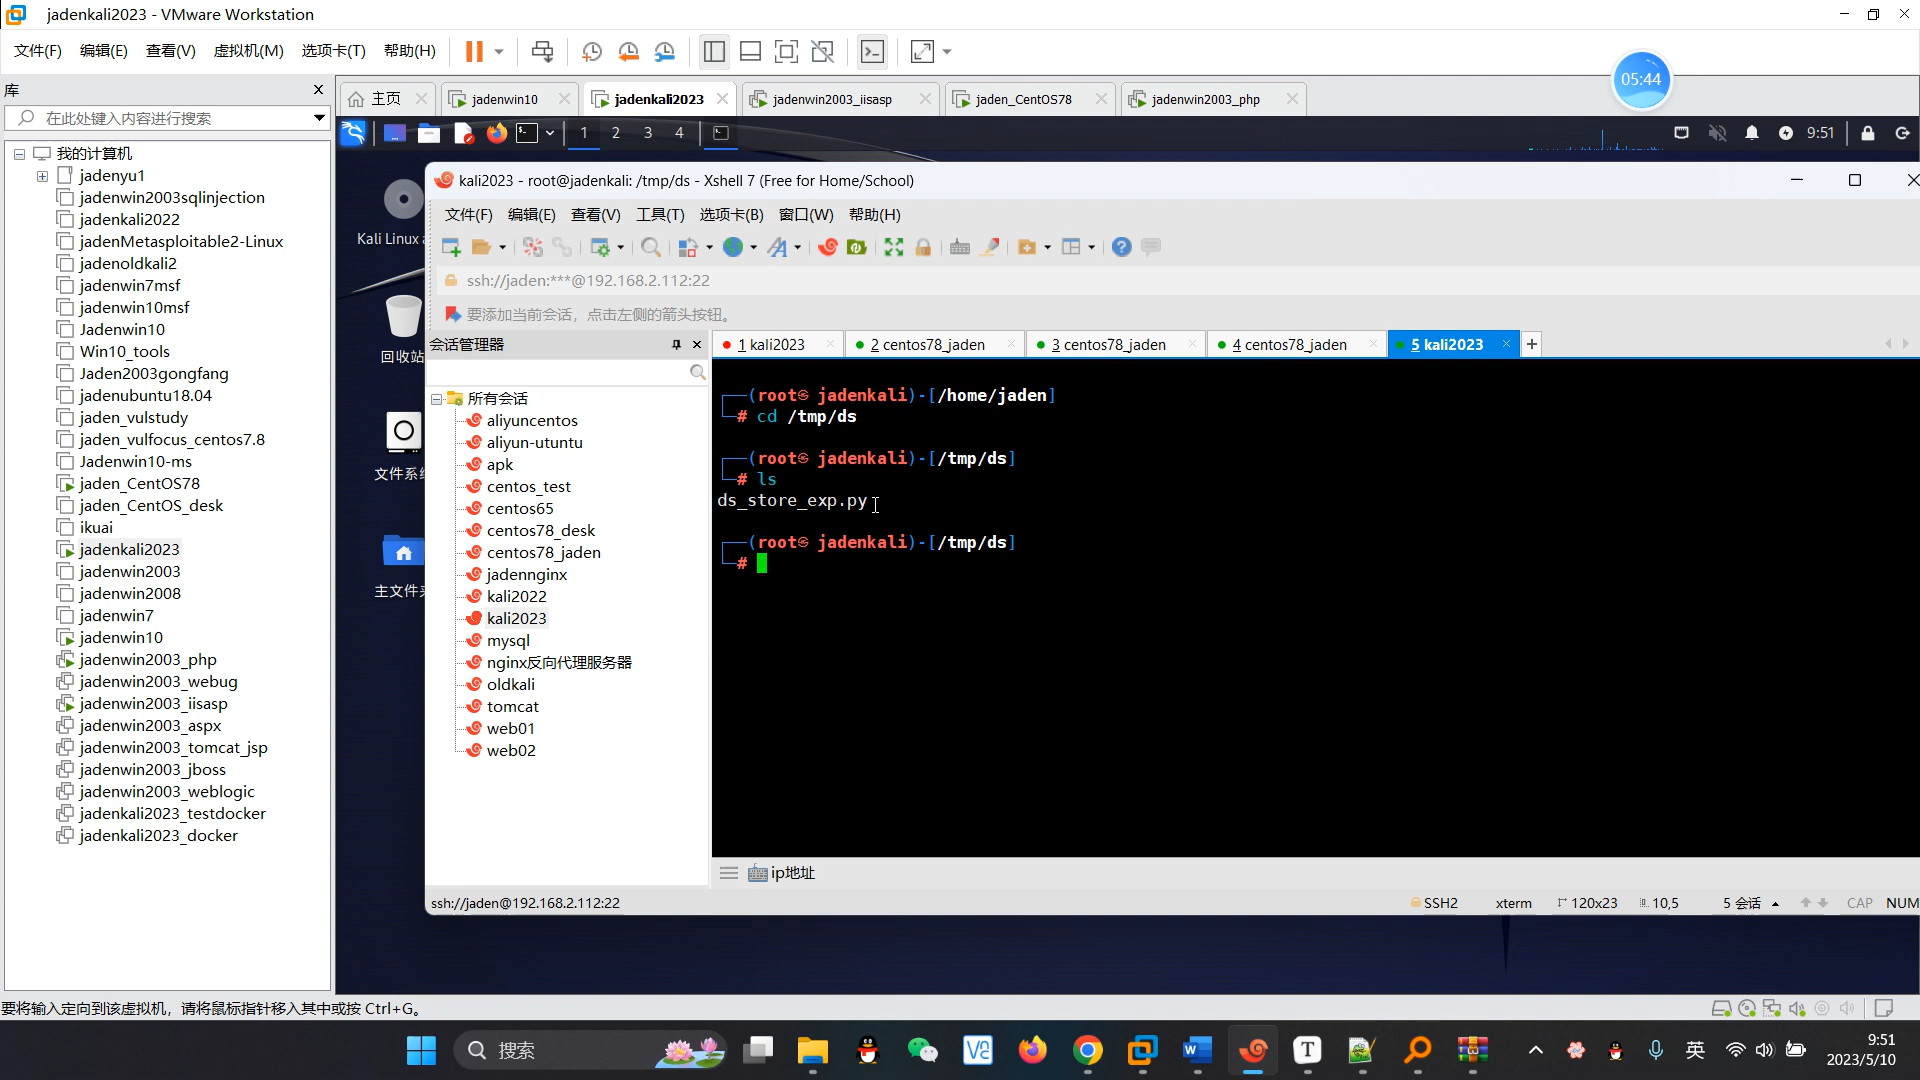 jadenkali2023 - VMware Workstation
文件(F) 编辑(E) 查看(V) 虚拟机(M) 选项卡(T) 帮助(H)
05:44
库
在此处键入内容进行搜索
主页 jadenwin10 jadenkali2023 jadenwin2003_iisasp jaden_CentOS78 jadenwin2003_php
我的计算机
jadenyu1
jadenwin2003sqlinjection
jadenkali2022
jadenMetasploitable2-Linux
jadenoldkali2
jadenwin7msf
jadenwin10msf
Jadenwin10
Win10_tools
Jaden2003gongfang
jadenubuntu18.04
jaden_vulstudy
jaden_vulfocus_centos7.8
Jadenwin10-ms
jaden_CentOS78
jaden_CentOS_desk
ikuai
jadenkali2023
jadenwin2003
jadenwin2008
jadenwin7
jadenwin10
jadenwin2003_php
jadenwin2003_webug
jadenwin2003_iisasp
jadenwin2003_aspx
jadenwin2003_tomcat_jsp
jadenwin2003_jboss
jadenwin2003_weblogic
jadenkali2023_testdocker
jadenkali2023_docker
1 2 3 4
9:51
Kali Linux
回收站
文件系
主文件
kali2023 - root@jadenkali: /tmp/ds - Xshell 7 (Free for Home/School)
文件(F) 编辑(E) 查看(V) 工具(T) 选项卡(B) 窗口(W) 帮助(H)
ssh://jaden:***@192.168.2.112:22
要添加当前会话，点击左侧的箭头按钮。
会话管理器
所有会话
aliyuncentos
aliyun-ututu
apk
centos_test
centos65
centos78_desk
centos78_jaden
jadennginx
kali2022
kali2023
mysql
nginx反向代理服务器
oldkali
tomcat
web01
web02
1 kali2023 2 centos78_jaden 3 centos78_jaden 4 centos78_jaden 5 kali2023
┌──(root㉿ jadenkali)-[/home/jaden]
└─# cd /tmp/ds
┌──(root㉿ jadenkali)-[/tmp/ds]
└─# ls
ds_store_exp.py
┌──(root㉿ jadenkali)-[/tmp/ds]
└─#
ip地址
ssh://jaden@192.168.2.112:22 SSH2 xterm 120x23 10,5 5 会话 CAP NUM
要将输入定向到该虚拟机，请将鼠标指针移入其中或按 Ctrl+G。
搜索
英
9:51
2023/5/10